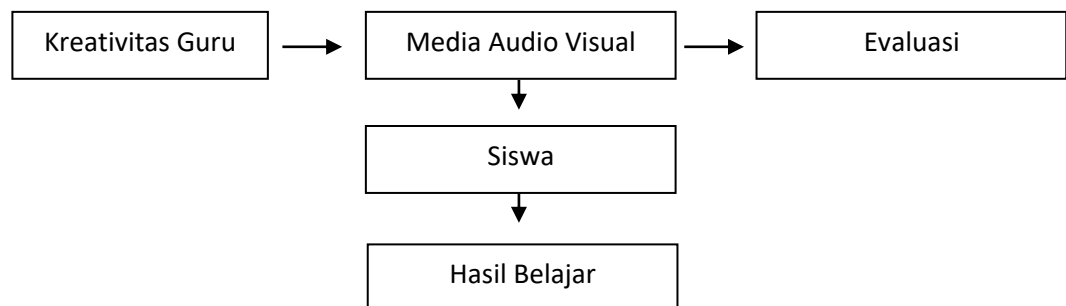 Kreativitas Guru
Media Audio Visual
Evaluasi
Siswa
Hasil Belajar